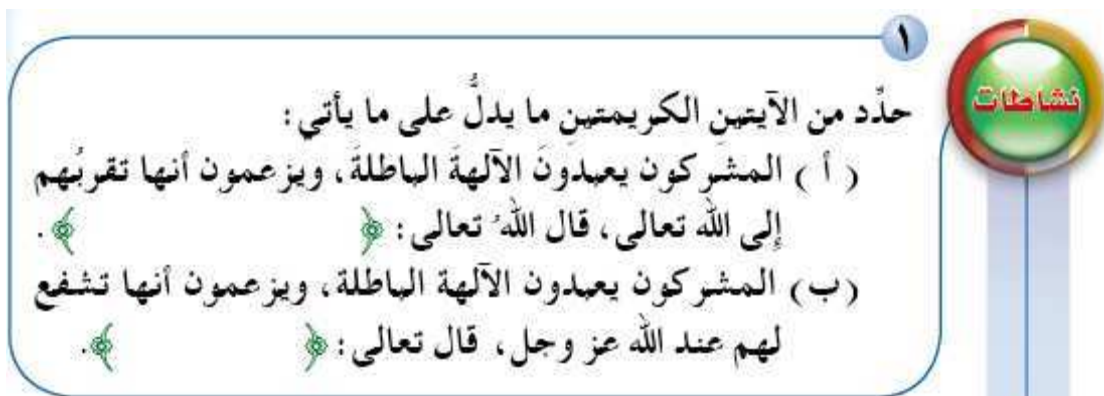 ١
نشاطات
حدِّد من الآيتينِ الكريمتينِ ما يدلُّ على ما يأتي:
( أ ) المشركون يعبدونَ الآلهةَ الباطلةَ، ويزعمون أنها تقربُهم
إلى الله تعالى، قال اللهُ تعالى: ﴿ ﴾.
(ب) المشركون يعبدون الآلهة الباطلة، ويزعمون أنها تشفع
لهم عند الله عز وجل، قال تعالى: ﴿ ﴾.